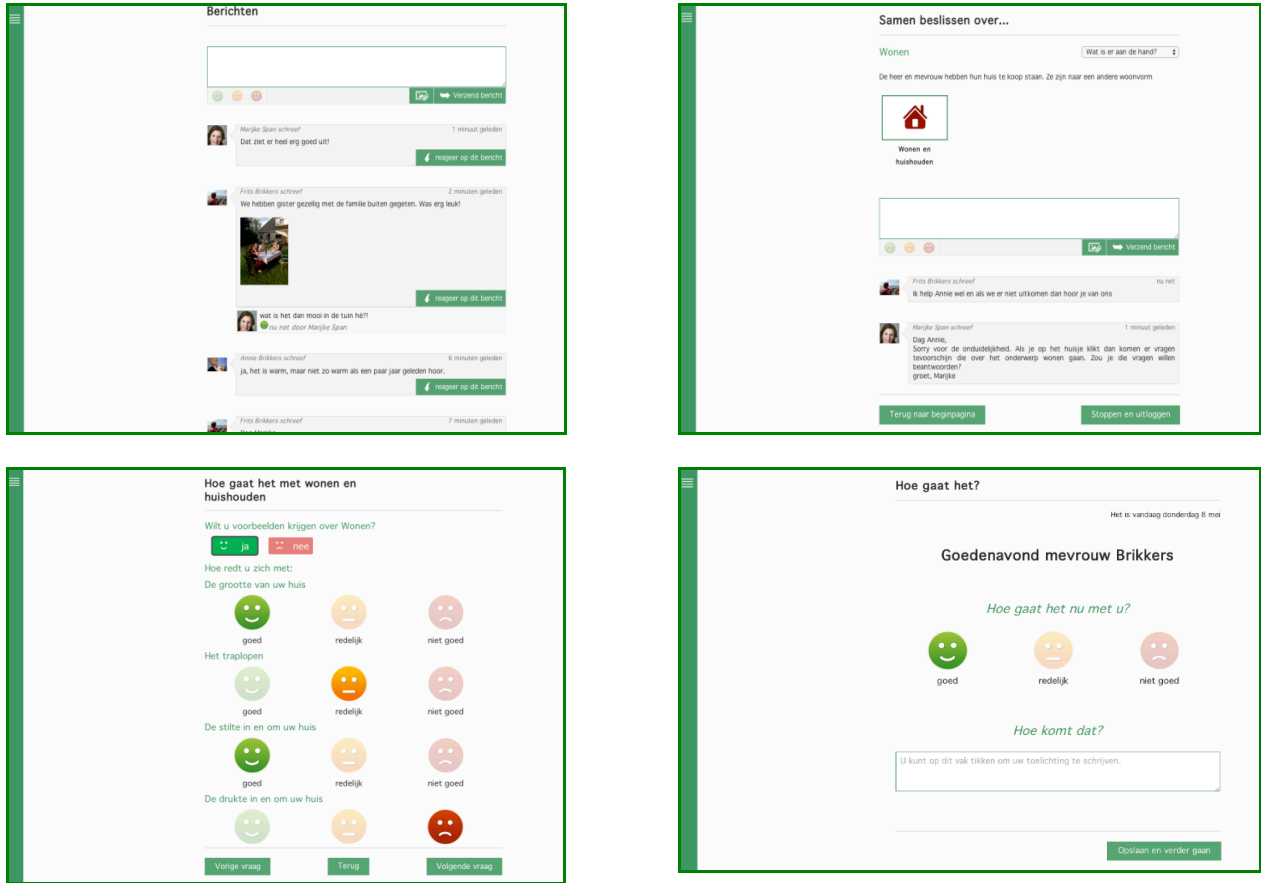 Berichten
Verzend bericht
Marijke Span schreef 1 minuut geleden
Dat ziet er heel erg goed uit!
reageer op dit bericht
Frits Brikkers schreef 2 minuten geleden
We hebben gister gezellig met de familie buiten gegeten. Was erg leuk!
reageer op dit bericht
wat is het dan mooi in de tuin hè?!
nu net door Marijke Span
Annie Brikkers schreef 6 minuten geleden
ja, het is warm, maar niet zo warm als een paar jaar geleden hoor.
reageer op dit bericht
Frits Brikkers schreef 7 minuten geleden
Samen beslissen over...
Wonen Wat is er aan de hand?
De heer en mevrouw hebben hun huis te koop staan. Ze zijn naar een andere woonvorm
Wonen en
huishouden
Verzend bericht
Frits Brikkers schreef nu net
Ik help Annie wel en als we er niet uitkomen dan hoor je van ons
Marijke Span schreef 1 minuut geleden
Dag Annie,
Sorry voor de onduidelijkheid. Als je op het huisje klikt dan komen er vragen
tevoorschijn die over het onderwerp wonen gaan. Zou je die vragen willen
beantwoorden?
groet, Marijke
Terug naar beginpagina Stoppen en uitloggen
Hoe gaat het met wonen en
huishouden
Wilt u voorbeelden krijgen over Wonen?
ja nee
Hoe redt u zich met:
De grootte van uw huis
goed redelijk niet goed
Het traplopen
goed redelijk niet goed
De stilte in en om uw huis
goed redelijk niet goed
De drukte in en om uw huis
Vorige vraag Terug Volgende vraag
Hoe gaat het?
Het is vandaag donderdag 8 mei
Goedenavond mevrouw Brikkers
Hoe gaat het nu met u?
goed redelijk niet goed
Hoe komt dat?
U kunt op dit vak tikken om uw toelichting te schrijven.
Opslaan en verder gaan